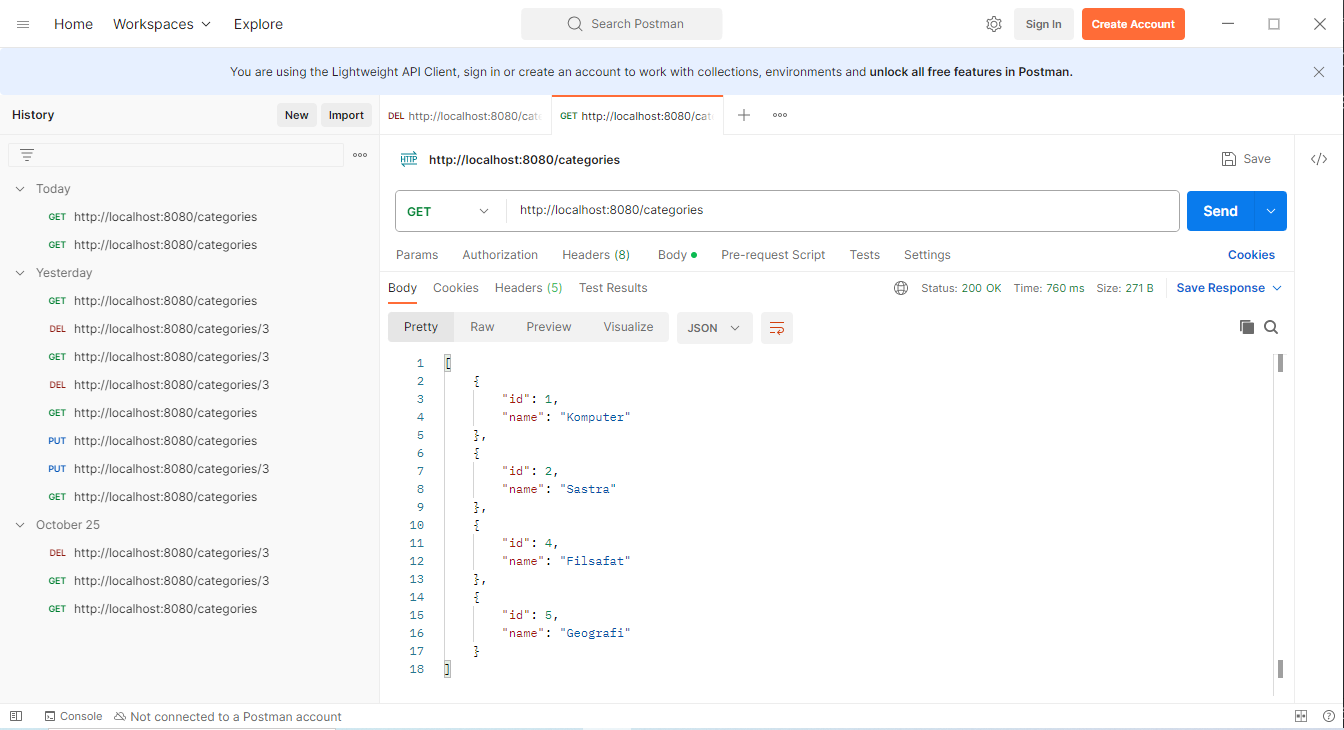 Home Workspaces Explore Search Postman Sign In Create Account
You are using the Lightweight API Client, sign in or create an account to work with collections, environments and unlock all free features in Postman.
History New Import
Today
GET http://localhost:8080/categories
GET http://localhost:8080/categories
Yesterday
GET http://localhost:8080/categories
DEL http://localhost:8080/categories/3
GET http://localhost:8080/categories/3
DEL http://localhost:8080/categories/3
GET http://localhost:8080/categories
PUT http://localhost:8080/categories
PUT http://localhost:8080/categories/3
GET http://localhost:8080/categories
October 25
DEL http://localhost:8080/categories/3
GET http://localhost:8080/categories/3
GET http://localhost:8080/categories
DEL http://localhost:8080/cate GET http://localhost:8080/cat
HTTP http://localhost:8080/categories Save </>
GET http://localhost:8080/categories Send
Params Authorization Headers (8) Body Pre-request Script Tests Settings Cookies
Body Cookies Headers (5) Test Results Status: 200 OK Time: 760 ms Size: 271 B Save Response
Pretty Raw Preview Visualize JSON
1 [
2 {
3 "id": 1,
4 "name": "Komputer"
5 },
6 {
7 "id": 2,
8 "name": "Sastra"
9 },
10 {
11 "id": 4,
12 "name": "Filsafat"
13 },
14 {
15 "id": 5,
16 "name": "Geografi"
17 }
18 ]
Console Not connected to a Postman account